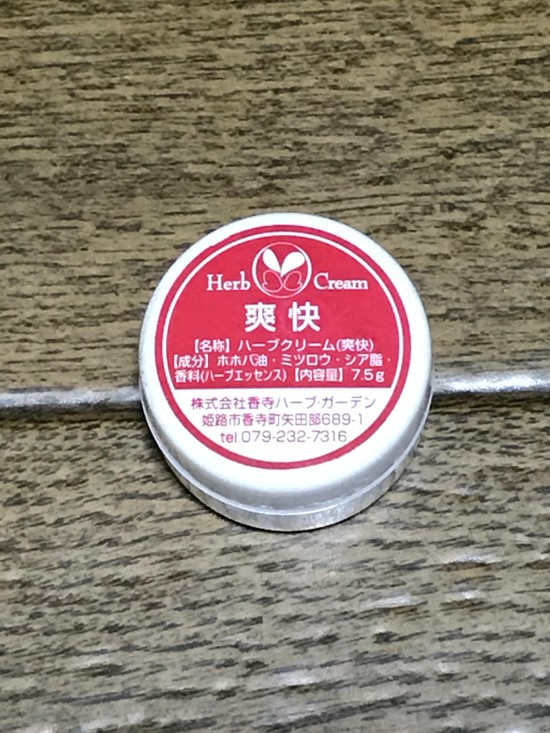 Herb Cream
爽快
【名称】ハーブクリーム(爽快)
【成分】ホホバ油・ミツロウ・シア脂・
香料(ハーブエッセンス)【内容量】7.5g
株式会社香寺ハーブ・ガーデン
姫路市香寺町矢田部689-1
tel.079-232-7316